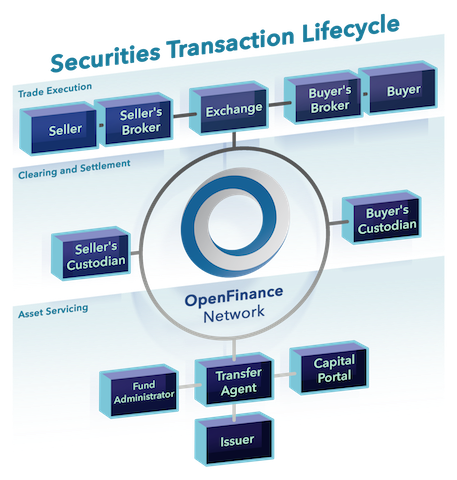 Securities Transaction Lifecycle
Trade Execution
Seller
Seller's
Broker
Exchange
Buyer's
Broker
Buyer
Clearing and Settlement
Seller's
Custodian
Buyer's
Custodian
OpenFinance
Network
Asset Servicing
Fund
Administrator
Transfer
Agent
Capital
Portal
Issuer